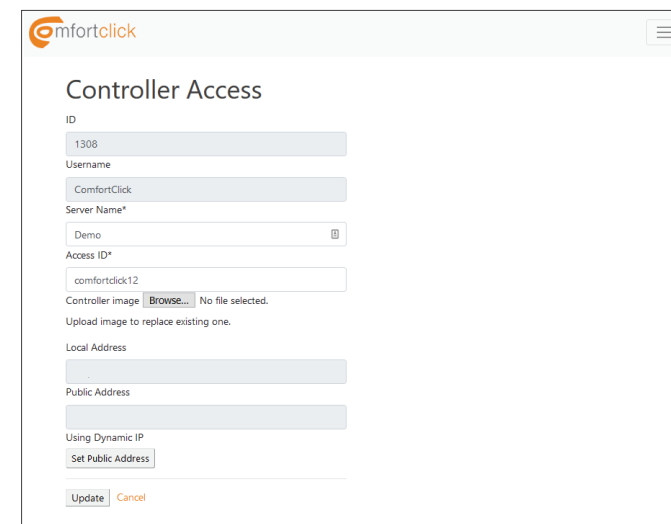 comfortclick
Controller Access
ID
1308
Username
ComfortClick
Server Name*
Demo
Access ID*
comfortclick12
Controller image Browse... No file selected.
Upload image to replace existing one.
Local Address
Public Address
Using Dynamic IP
Set Public Address
Update Cancel